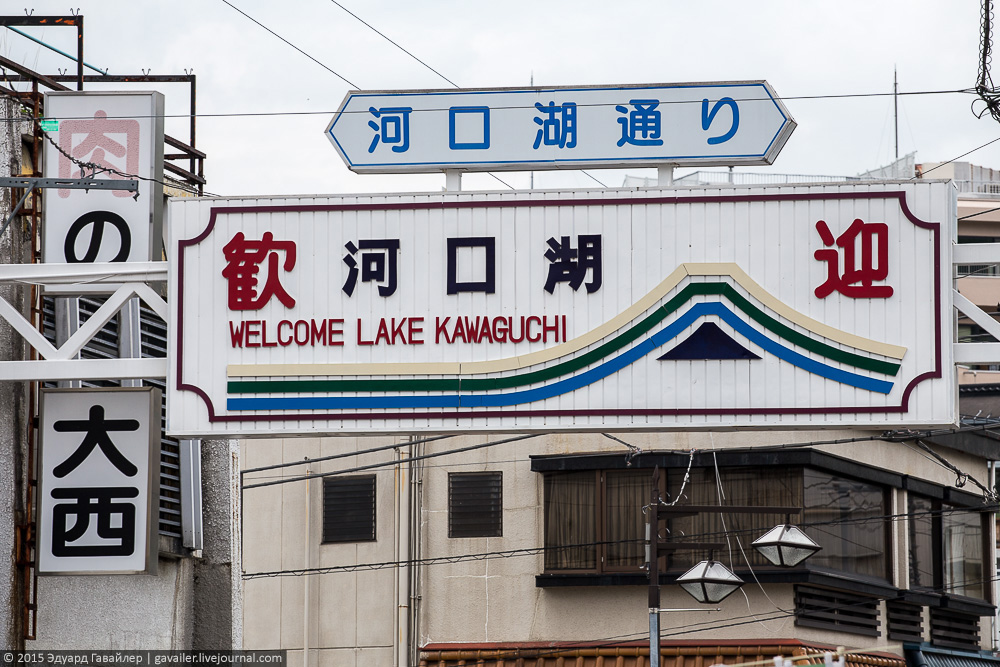 河口湖通り
歓 河口湖 迎
WELCOME LAKE KAWAGUCHI
肉
の
大
西
© 2015 Эдуард Гавайлер | gavailer.livejournal.com